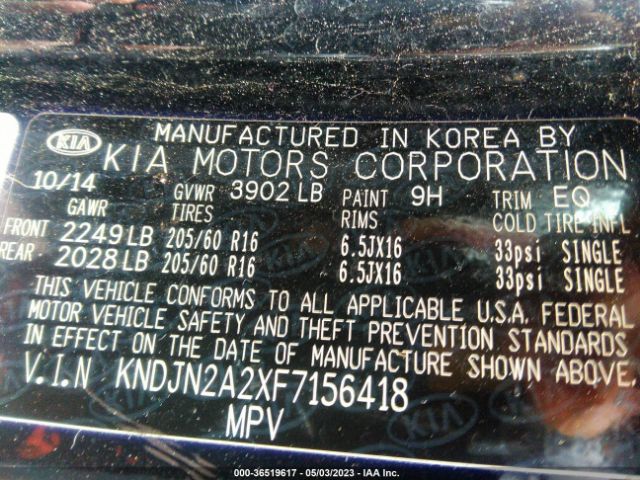 MANUFACTURED IN KOREA BY
KIA KIA MOTORS CORPORATION
10/14 GVWR 3902 LB PAINT 9H TRIM EQ
GAWR TIRES RIMS COLD TIRE INFL
FRONT 2249 LB 205/60 R16 6.5JX16 33psi SINGLE
REAR 2028 LB 205/60 R16 6.5JX16 33psi SINGLE
THIS VEHICLE CONFORMS TO ALL APPLICABLE U.S.A. FEDERAL
MOTOR VEHICLE SAFETY AND THEFT PREVENTION STANDARDS
IN EFFECT ON THE DATE OF MANUFACTURE SHOWN ABOVE.
V.I.N KNDJN2A2XF7156418
MPV
000-36519617 - 05/03/2023 - IAA Inc.